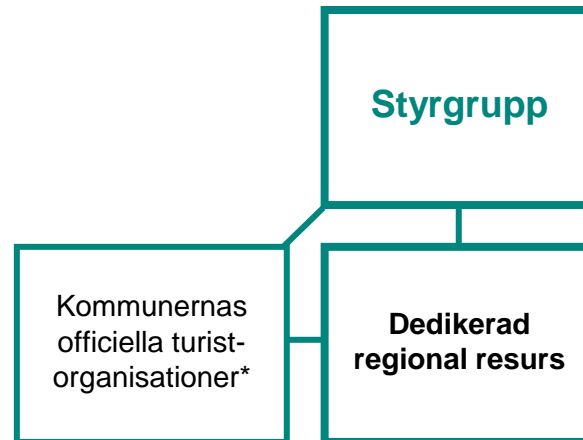 Styrgrupp
Kommunernas
officiella turist-
organisationer*
Dedikerad
regional resurs